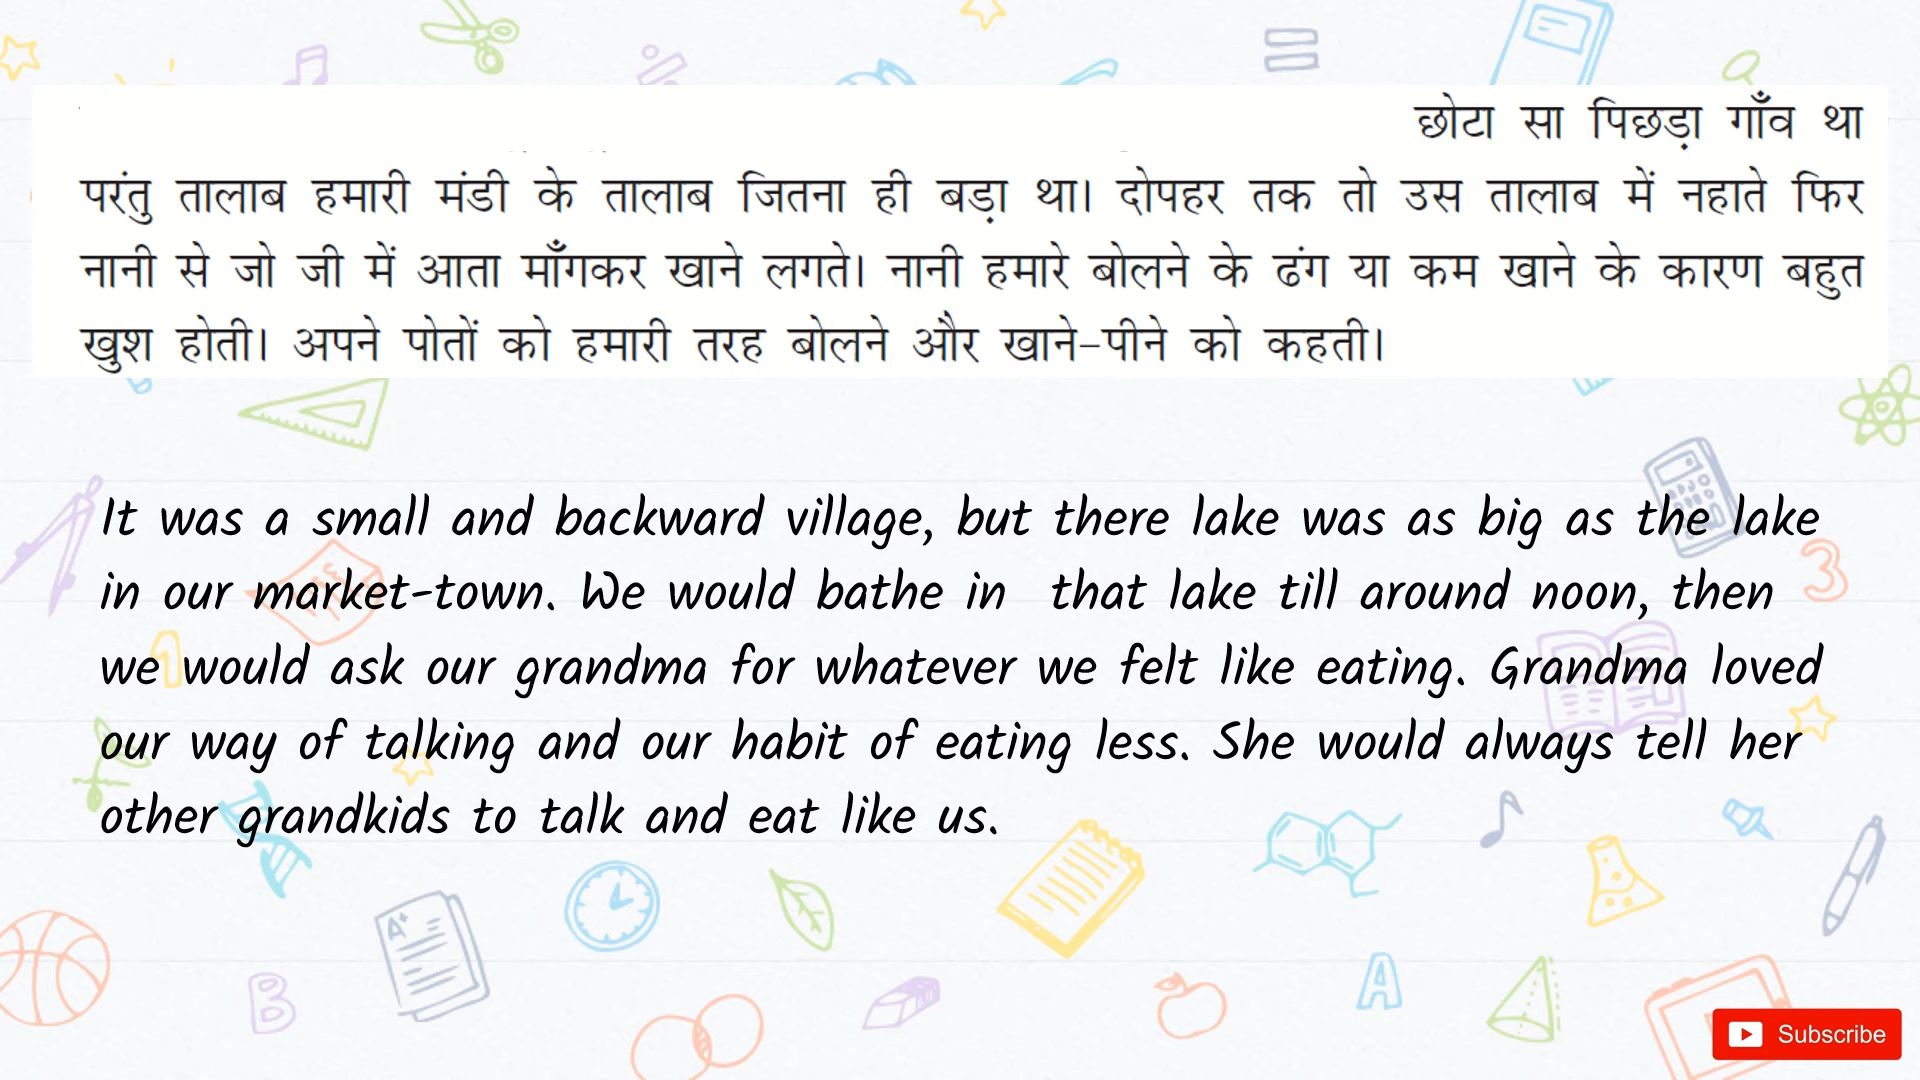 छोटा सा पिछड़ा गाँव था
परंतु तालाब हमारी मंडी के तालाब जितना ही बड़ा था। दोपहर तक तो उस तालाब में नहाते फिर
नानी से जो जी में आता माँगकर खाने लगते। नानी हमारे बोलने के ढंग या कम खाने के कारण बहुत
खुश होती। अपने पोतों को हमारी तरह बोलने और खाने-पीने को कहती।
It was a small and backward village, but there lake was as big as the lake
in our market-town. We would bathe in that lake till around noon, then
we would ask our grandma for whatever we felt like eating. Grandma loved
our way of talking and our habit of eating less. She would always tell her
other grandkids to talk and eat like us.
3
1
A+
B
A
Subscribe